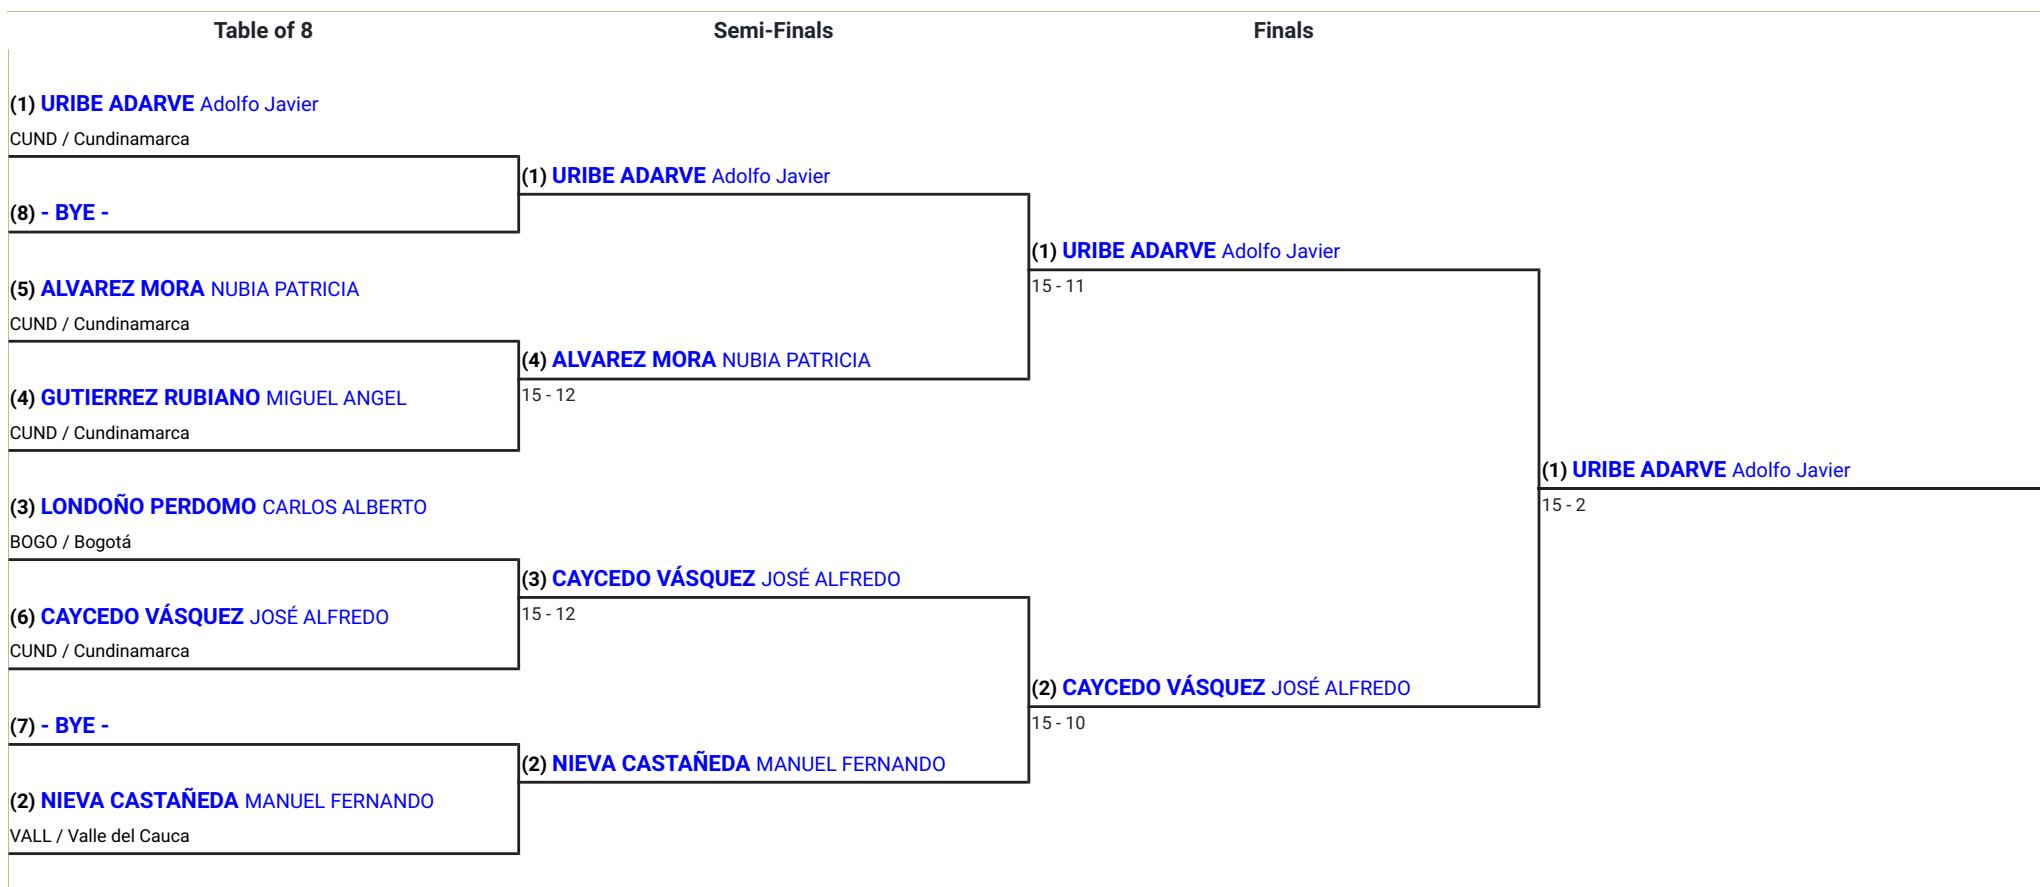 Table of 8
Semi-Finals
Finals
(1) URIBE ADARVE Adolfo Javier
CUND / Cundinamarca
(8) - BYE -
(5) ALVAREZ MORA NUBIA PATRICIA
CUND / Cundinamarca
(4) GUTIERREZ RUBIANO MIGUEL ANGEL
CUND / Cundinamarca
(3) LONDOÑO PERDOMO CARLOS ALBERTO
BOGO / Bogotá
(6) CAYCEDO VÁSQUEZ JOSÉ ALFREDO
CUND / Cundinamarca
(7) - BYE -
(2) NIEVA CASTAÑEDA MANUEL FERNANDO
VALL / Valle del Cauca
(1) URIBE ADARVE Adolfo Javier
(4) ALVAREZ MORA NUBIA PATRICIA
15 - 12
(3) CAYCEDO VÁSQUEZ JOSÉ ALFREDO
15 - 12
(2) NIEVA CASTAÑEDA MANUEL FERNANDO
(1) URIBE ADARVE Adolfo Javier
15 - 11
(2) CAYCEDO VÁSQUEZ JOSÉ ALFREDO
15 - 10
(1) URIBE ADARVE Adolfo Javier
15 - 2